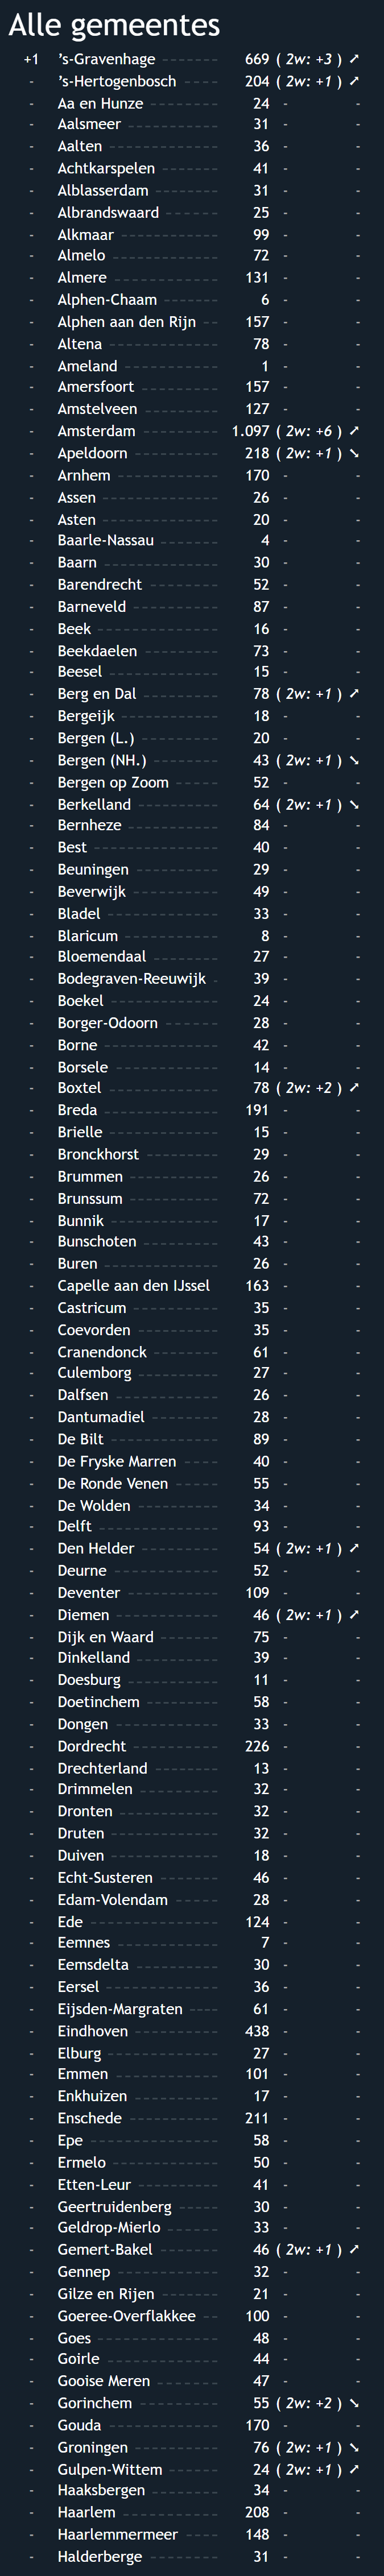 Alle gemeentes
+1 ’s-Gravenhage 669 ( 2w: +3 ) ➚
- ’s-Hertogenbosch 204 ( 2w: +1 ) ➚
- Aa en Hunze 24 - -
- Aalsmeer 31 - -
- Aalten 36 - -
- Achtkarspelen 41 - -
- Alblasserdam 31 - -
- Albrandswaard 25 - -
- Alkmaar 99 - -
- Almelo 72 - -
- Almere 131 - -
- Alphen-Chaam 6 - -
- Alphen aan den Rijn 157 - -
- Altena 78 - -
- Ameland 1 - -
- Amersfoort 157 - -
- Amstelveen 127 - -
- Amsterdam 1.097 ( 2w: +6 ) ➚
- Apeldoorn 218 ( 2w: +1 ) ➘
- Arnhem 170 - -
- Assen 26 - -
- Asten 20 - -
- Baarle-Nassau 4 - -
- Baarn 30 - -
- Barendrecht 52 - -
- Barneveld 87 - -
- Beek 16 - -
- Beekdaelen 73 - -
- Beesel 15 - -
- Berg en Dal 78 ( 2w: +1 ) ➚
- Bergeijk 18 - -
- Bergen (L.) 20 - -
- Bergen (NH.) 43 ( 2w: +1 ) ➘
- Bergen op Zoom 52 - -
- Berkelland 64 ( 2w: +1 ) ➘
- Bernheze 84 - -
- Best 40 - -
- Beuningen 29 - -
- Beverwijk 49 - -
- Bladel 33 - -
- Blaricum 8 - -
- Bloemendaal 27 - -
- Bodegraven-Reeuwijk 39 - -
- Boekel 24 - -
- Borger-Odoorn 28 - -
- Borne 42 - -
- Borsele 14 - -
- Boxtel 78 ( 2w: +2 ) ➚
- Breda 191 - -
- Brielle 15 - -
- Bronckhorst 29 - -
- Brummen 26 - -
- Brunssum 72 - -
- Bunnik 17 - -
- Bunschoten 43 - -
- Buren 26 - -
- Capelle aan den IJssel 163 - -
- Castricum 35 - -
- Coevorden 35 - -
- Cranendonck 61 - -
- Culemborg 27 - -
- Dalfsen 26 - -
- Dantumadiel 28 - -
- De Bilt 89 - -
- De Fryske Marren 40 - -
- De Ronde Venen 55 - -
- De Wolden 34 - -
- Delft 93 - -
- Den Helder 54 ( 2w: +1 ) ➚
- Deurne 52 - -
- Deventer 109 - -
- Diemen 46 ( 2w: +1 ) ➚
- Dijk en Waard 75 - -
- Dinkelland 39 - -
- Doesburg 11 - -
- Doetinchem 58 - -
- Dongen 33 - -
- Dordrecht 226 - -
- Drechterland 13 - -
- Drimmelen 32 - -
- Dronten 32 - -
- Druten 32 - -
- Duiven 18 - -
- Echt-Susteren 46 - -
- Edam-Volendam 28 - -
- Ede 124 - -
- Eemnes 7 - -
- Eemsdelta 30 - -
- Eersel 36 - -
- Eijsden-Margraten 61 - -
- Eindhoven 438 - -
- Elburg 27 - -
- Emmen 101 - -
- Enkhuizen 17 - -
- Enschede 211 - -
- Epe 58 - -
- Ermelo 50 - -
- Etten-Leur 41 - -
- Geertruidenberg 30 - -
- Geldrop-Mierlo 33 - -
- Gemert-Bakel 46 ( 2w: +1 ) ➚
- Gennep 32 - -
- Gilze en Rijen 21 - -
- Goeree-Overflakkee 100 - -
- Goes 48 - -
- Goirle 44 - -
- Gooise Meren 47 - -
- Gorinchem 55 ( 2w: +2 ) ➘
- Gouda 170 - -
- Groningen 76 ( 2w: +1 ) ➘
- Gulpen-Wittem 24 ( 2w: +1 ) ➚
- Haaksbergen 34 - -
- Haarlem 208 - -
- Haarlemmermeer 148 - -
- Halderberge 31 - -